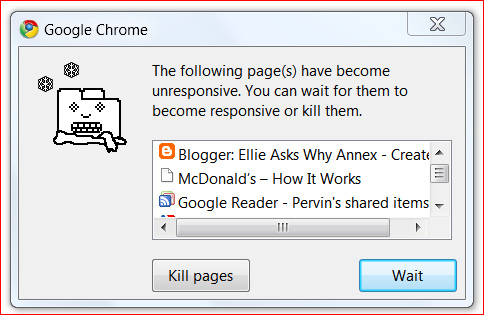 Google Chrome
The following page(s) have become
unresponsive. You can wait for them to
become responsive or kill them.
Blogger: Ellie Asks Why Annex - Create
McDonald's – How It Works
Google Reader - Pervin's shared items
Kill pages
Wait